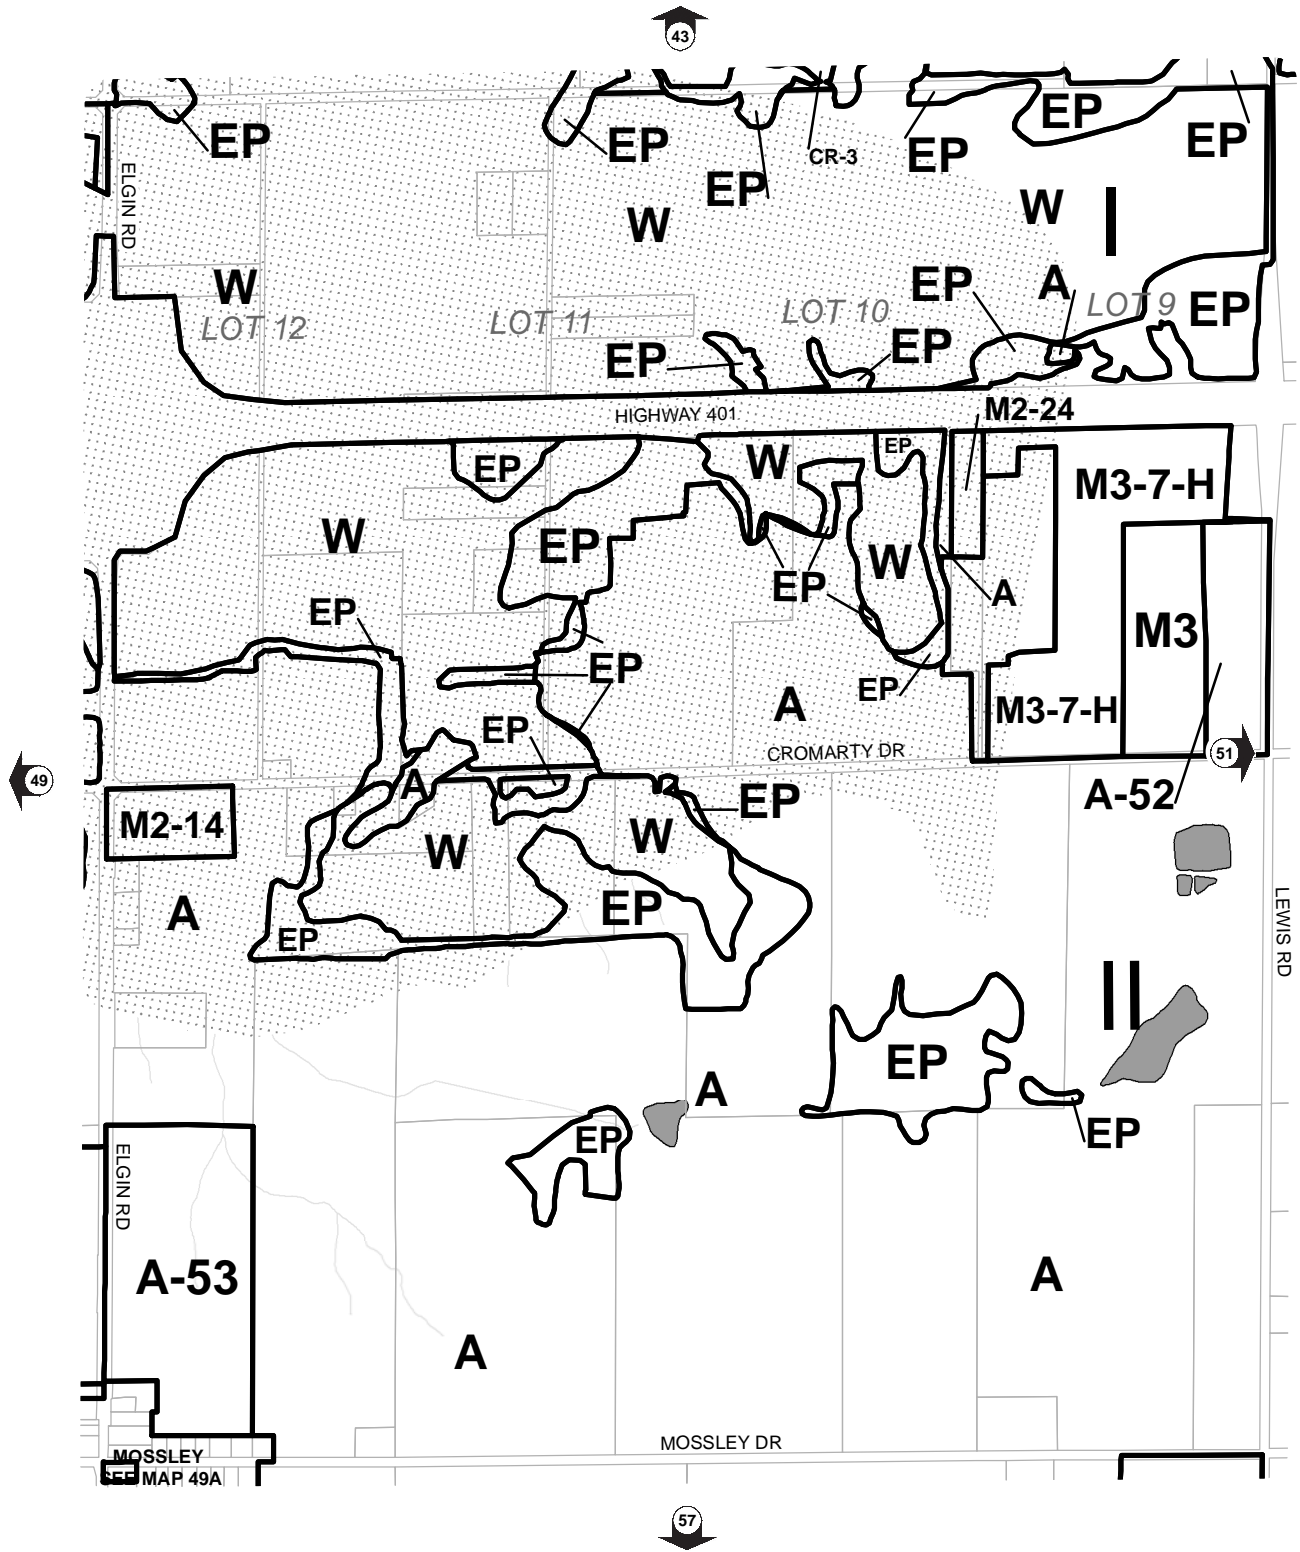 43
EP
EP
EP
CR-3
EP
EP
EP
ELGIN RD
W
W
I
W
EP
A
LOT 12
LOT 11
LOT 10
LOT 9
EP
EP
EP
HIGHWAY 401
M2-24
EP
W
EP
M3-7-H
W
EP
W
EP
A
EP
M3
EP
EP
A
M3-7-H
EP
CROMARTY DR
51
49
A
A-52
EP
M2-14
W
W
A
EP
EP
LEWIS RD
II
EP
A
EP
EP
ELGIN RD
A-53
A
A
MOSSLEY DR
MOSSLEY
SEE MAP 49A
57